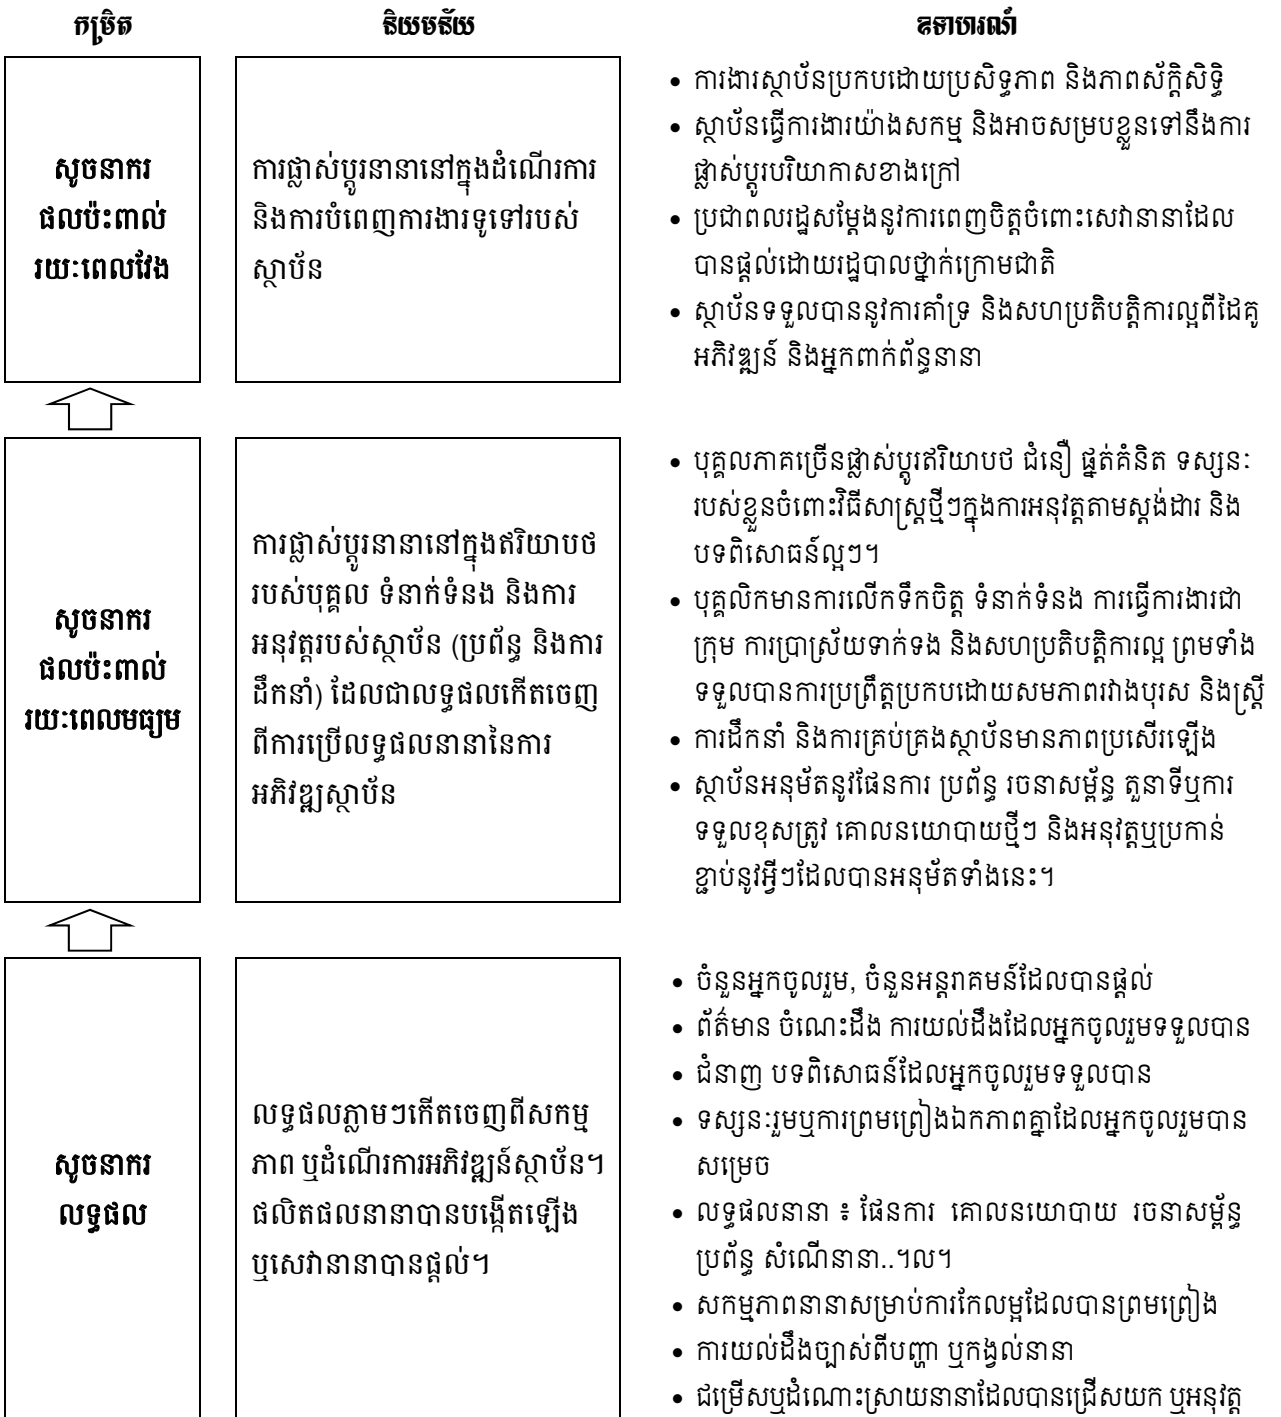 កម្រិត
និយមន័យ
ឧទាហរណ៍
សូចនាករ
ផលប៉ះពាល់
រយៈពេលវែង
ការផ្លាស់ប្ដូរនានានៅក្នុងដំណើរការ
និងការបំពេញការងារទូទៅរបស់
ស្ថាប័ន
• ការងារស្ថាប័នប្រកបដោយប្រសិទ្ធភាព និងភាពស័ក្តិសិទ្ធិ
• ស្ថាប័នធ្វើការងារយ៉ាងសកម្ម និងអាចសម្របខ្លួនទៅនឹងការ
ផ្លាស់ប្ដូរបរិយាកាសខាងក្រៅ
• ប្រជាពលរដ្ឋសម្ដែងនូវការពេញចិត្តចំពោះសេវានានាដែល
បានផ្ដល់ដោយរដ្ឋបាលថ្នាក់ក្រោមជាតិ
• ស្ថាប័នទទួលបាននូវការគាំទ្រ និងសហប្រតិបត្តិការល្អពីដៃគូ
អភិវឌ្ឍន៍ និងអ្នកពាក់ព័ន្ធនានា
សូចនាករ
ផលប៉ះពាល់
រយៈពេលមធ្យម
ការផ្លាស់ប្ដូរនានានៅក្នុងឥរិយាបថ
របស់បុគ្គល ទំនាក់ទំនង និងការ
អនុវត្តរបស់ស្ថាប័ន (ប្រព័ន្ធ និងការ
ដឹកនាំ) ដែលជាលទ្ធផលកើតចេញ
ពីការប្រើលទ្ធផលនានានៃការ
អភិវឌ្ឍស្ថាប័ន
• បុគ្គលភាគច្រើនផ្លាស់ប្ដូរឥរិយាបថ ជំនឿ ផ្នត់គំនិត ទស្សនៈ
របស់ខ្លួនចំពោះវិធីសាស្ត្រថ្មីៗក្នុងការអនុវត្តតាមស្តង់ដារ និង
បទពិសោធន៍ល្អៗ។
• បុគ្គលិកមានការលើកទឹកចិត្ត ទំនាក់ទំនង ការធ្វើការងារជា
ក្រុម ការប្រាស្រ័យទាក់ទង និងសហប្រតិបត្តិការល្អ ព្រមទាំង
ទទួលបានការប្រព្រឹត្តប្រកបដោយសមភាពរវាងបុរស និងស្ត្រី
• ការដឹកនាំ និងការគ្រប់គ្រងស្ថាប័នមានភាពប្រសើរឡើង
• ស្ថាប័នអនុម័តនូវផែនការ ប្រព័ន្ធ រចនាសម្ព័ន្ធ តួនាទីឬការ
ទទួលខុសត្រូវ គោលនយោបាយថ្មីៗ និងអនុវត្តឬប្រកាន់
ខ្ជាប់នូវអ្វីៗដែលបានអនុម័តទាំងនេះ។
សូចនាករ
លទ្ធផល
លទ្ធផលភ្លាមៗកើតចេញពីសកម្ម
ភាព ឬដំណើរការអភិវឌ្ឍន៍ស្ថាប័ន។
ផលិតផលនានាបានបង្កើតឡើង
ឬសេវានានាបានផ្ដល់។
• ចំនួនអ្នកចូលរួម, ចំនួនអន្តរាគមន៍ដែលបានផ្ដល់
• ព័ត៌មាន ចំណេះដឹង ការយល់ដឹងដែលអ្នកចូលរួមទទួលបាន
• ជំនាញ បទពិសោធន៍ដែលអ្នកចូលរួមទទួលបាន
• ទស្សនៈរួមឬការព្រមព្រៀងឯកភាពគ្នាដែលអ្នកចូលរួមបាន
សម្រេច
• លទ្ធផលនានា ៖ ផែនការ គោលនយោបាយ រចនាសម្ព័ន្ធ
ប្រព័ន្ធ សំណើនានា..។ល។
• សកម្មភាពនានាសម្រាប់ការកែលម្អដែលបានព្រមព្រៀង
• ការយល់ដឹងច្បាស់ពីបញ្ហា ឬកង្វល់នានា
• ជម្រើសឬដំណោះស្រាយនានាដែលបានជ្រើសយក ឬអនុវត្ត